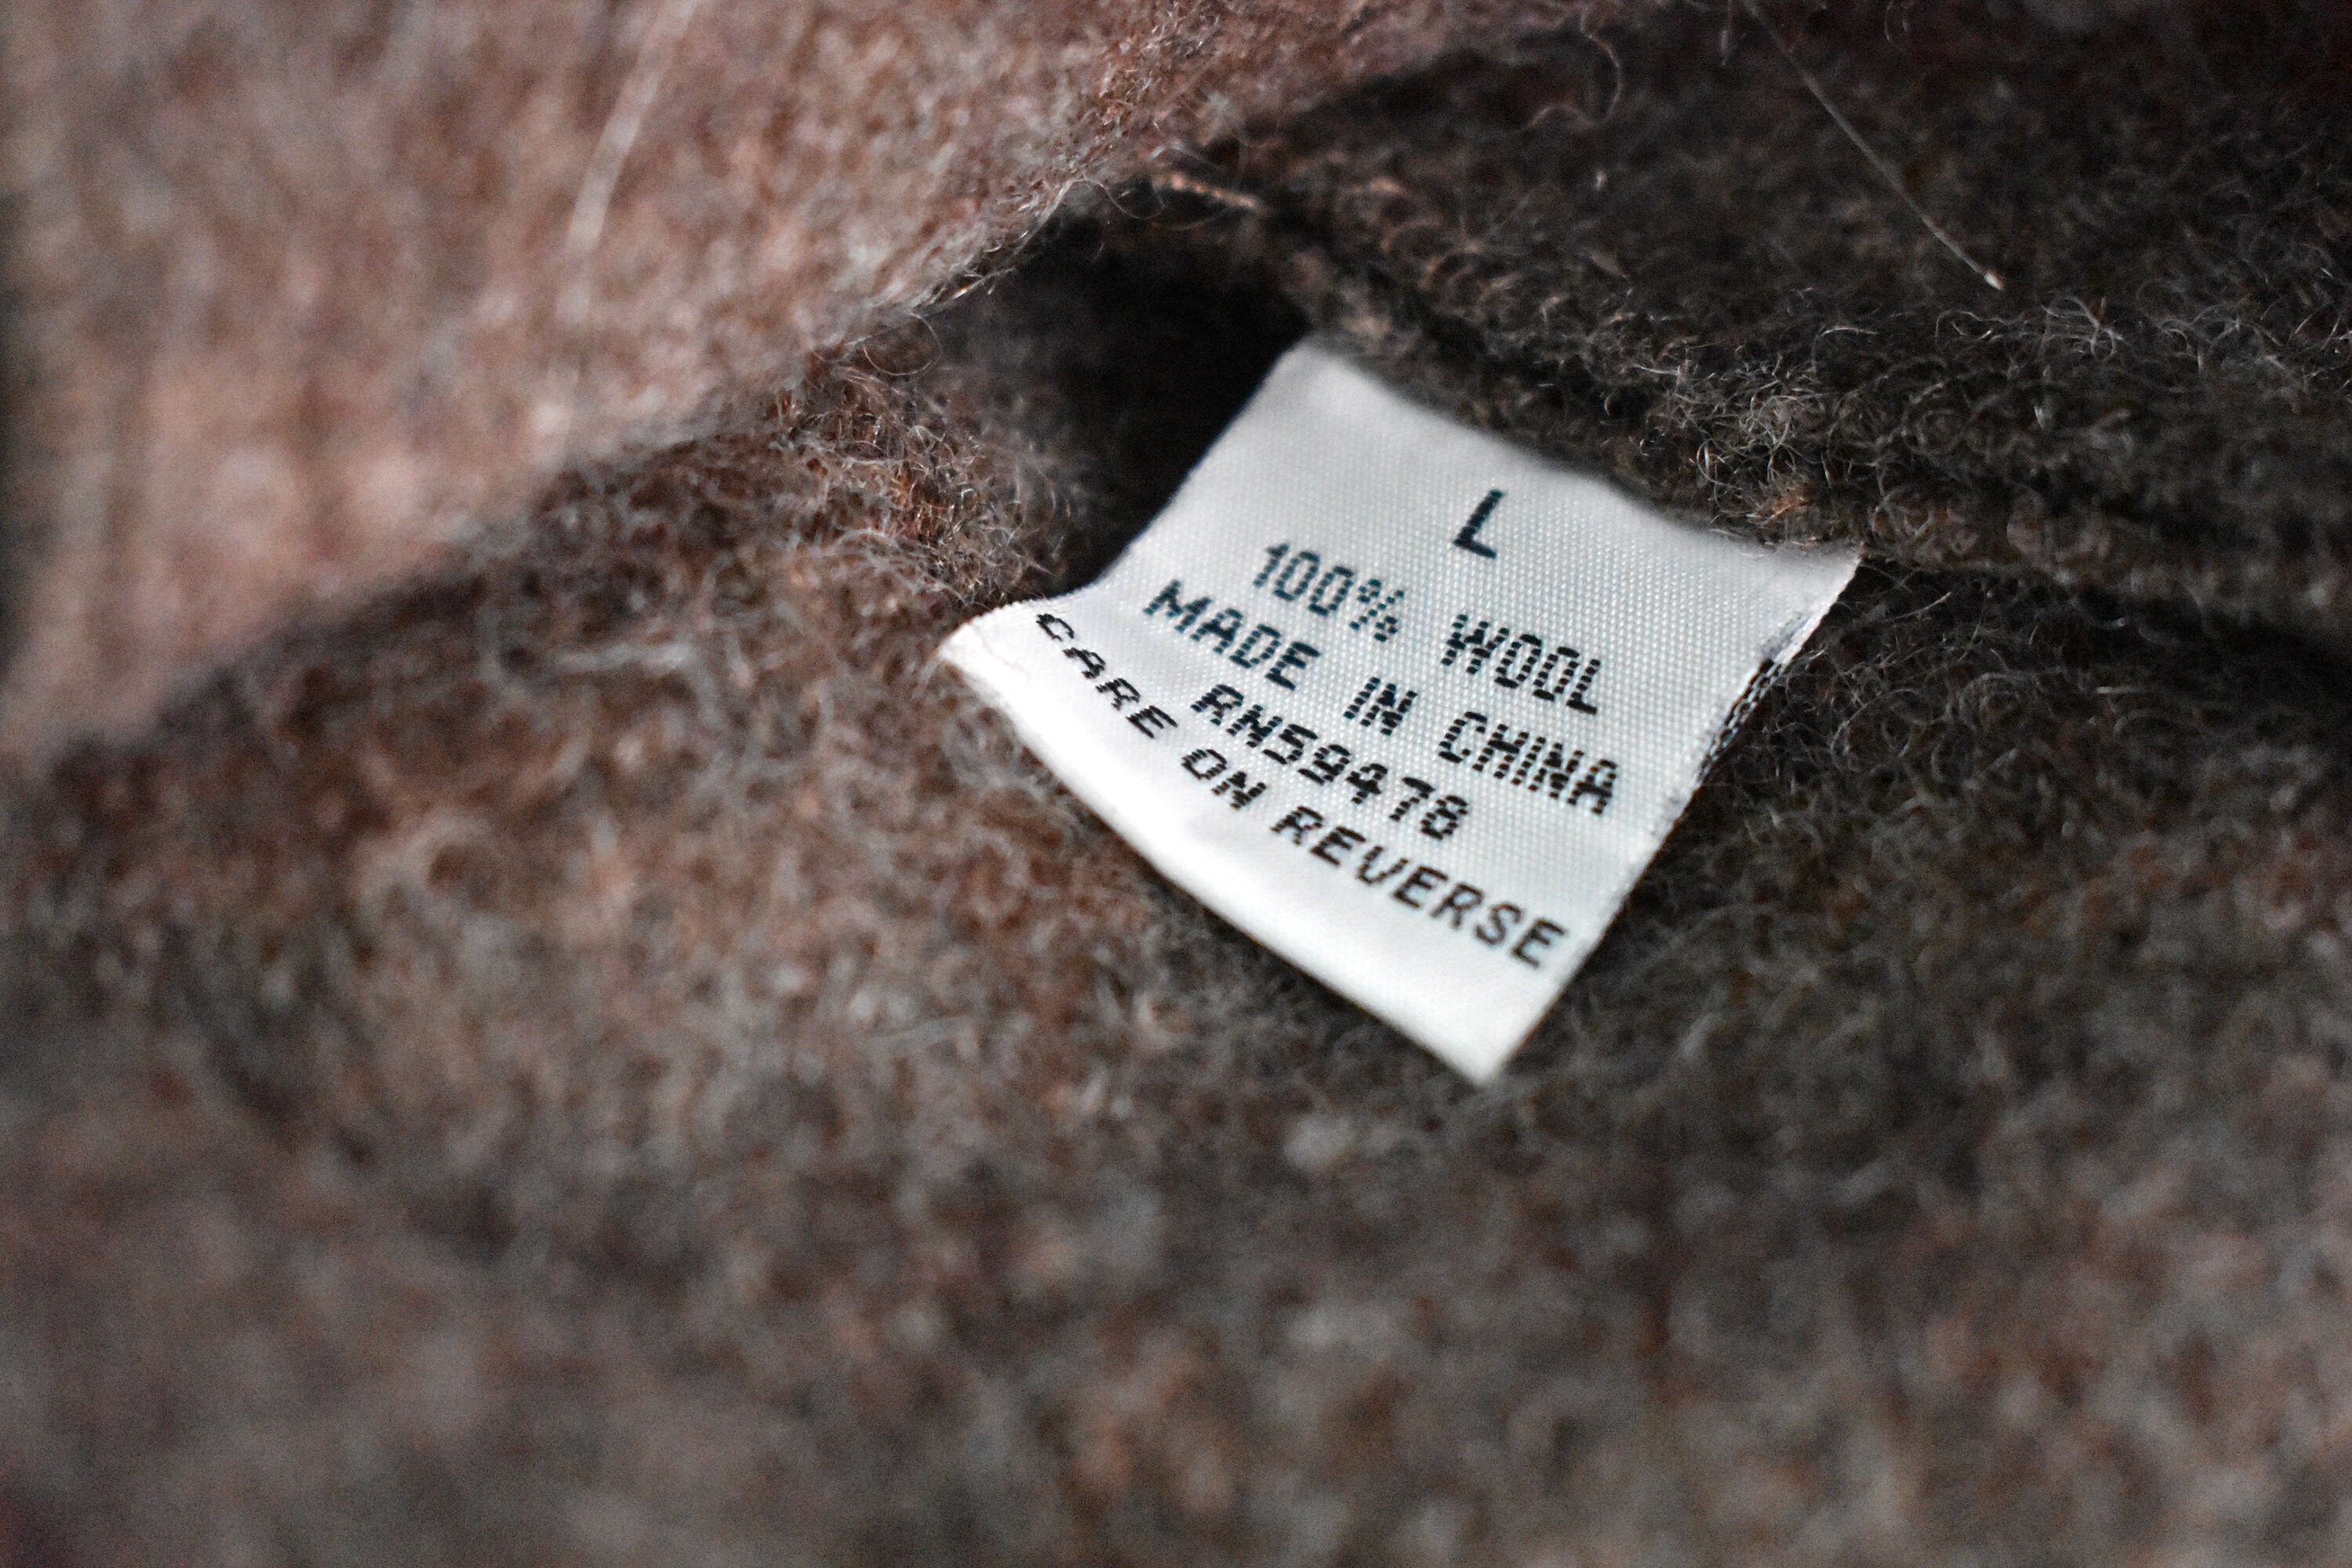 L
100% WOOL
MADE IN CHINA
RN59478
CARE ON REVERSE